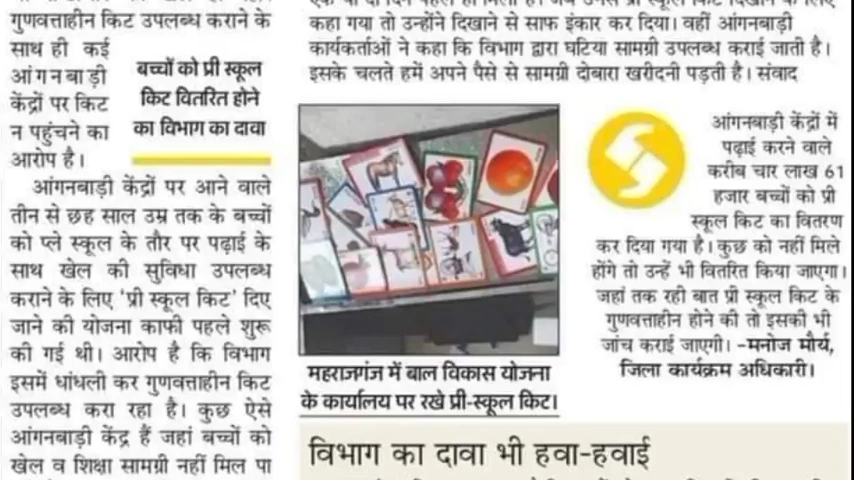 गुणवत्ताहीन किट उपलब्ध कराने के
साथ ही कई
आंगनबाड़ी
केंद्रों पर किट
न पहुंचने का
आरोप है।
बच्चों को प्री स्कूल
किट वितरित होने
का विभाग का दावा
आंगनबाड़ी केंद्रों पर आने वाले
तीन से छह साल उम्र तक के बच्चों
को प्ले स्कूल के तौर पर पढ़ाई के
साथ खेल की सुविधा उपलब्ध
कराने के लिए ‘प्री स्कूल किट’ दिए
जाने की योजना काफी पहले शुरू
की गई थी। आरोप है कि विभाग
इसमें धांधली कर गुणवत्ताहीन किट
उपलब्ध करा रहा है। कुछ ऐसे
आंगनबाड़ी केंद्र हैं जहां बच्चों को
खेल व शिक्षा सामग्री नहीं मिल पा
कहा गया तो उन्होंने दिखाने से साफ इंकार कर दिया। वहीं आंगनबाड़ी
कार्यकर्ताओं ने कहा कि विभाग द्वारा घटिया सामग्री उपलब्ध कराई जाती है।
इसके चलते हमें अपने पैसे से सामग्री दोबारा खरीदनी पड़ती है। संवाद
महराजगंज में बाल विकास योजना
के कार्यालय पर रखे प्री-स्कूल किट।
आंगनबाड़ी केंद्रों में
पढ़ाई करने वाले
करीब चार लाख 61
हजार बच्चों को प्री
स्कूल किट का वितरण
कर दिया गया है। कुछ को नहीं मिले
होंगे तो उन्हें भी वितरित किया जाएगा।
जहां तक रही बात प्री स्कूल किट के
गुणवत्ताहीन होने की तो इसकी भी
जांच कराई जाएगी। -मनोज मौर्य,
जिला कार्यक्रम अधिकारी।
विभाग का दावा भी हवा-हवाई